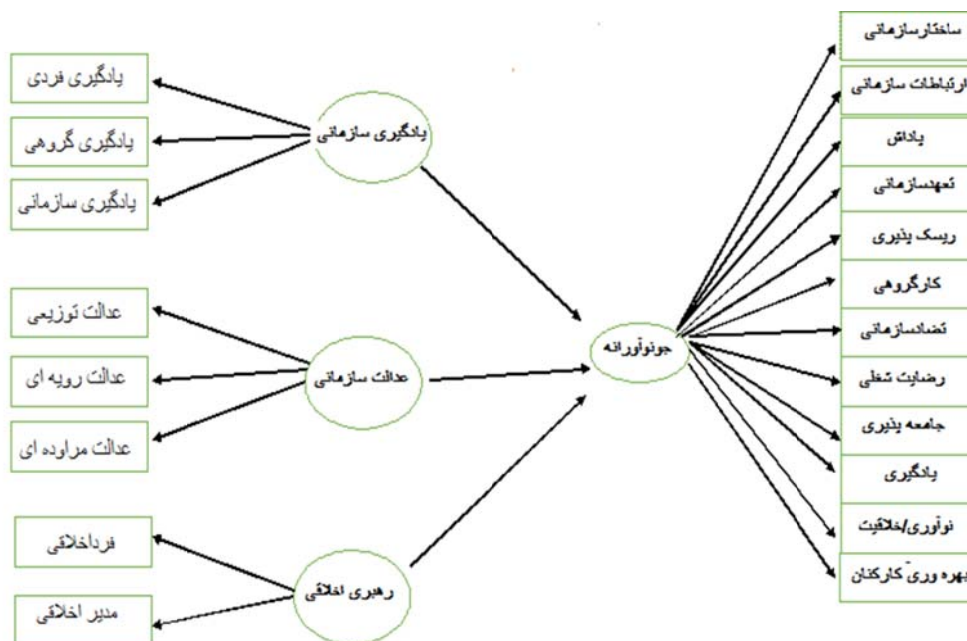 ساختارسازمانی
ارتباطات سازمانی
پاداش
تعهدسازمانی
ریسک پذیری
کارگروهی
تضادسازمانی
رضایت شغلی
جامعه پذیری
یادگیری
نوآوری/خلاقیت
بهره وری کارکنان
جونوآورانه
یادگیری سازمانی
عدالت سازمانی
رهبری اخلاقی
یادگیری فردی
یادگیری گروهی
یادگیری سازمانی
عدالت توزیعی
عدالت رویه ای
عدالت مراوده ای
فرداخلاقی
مدیر اخلاقی